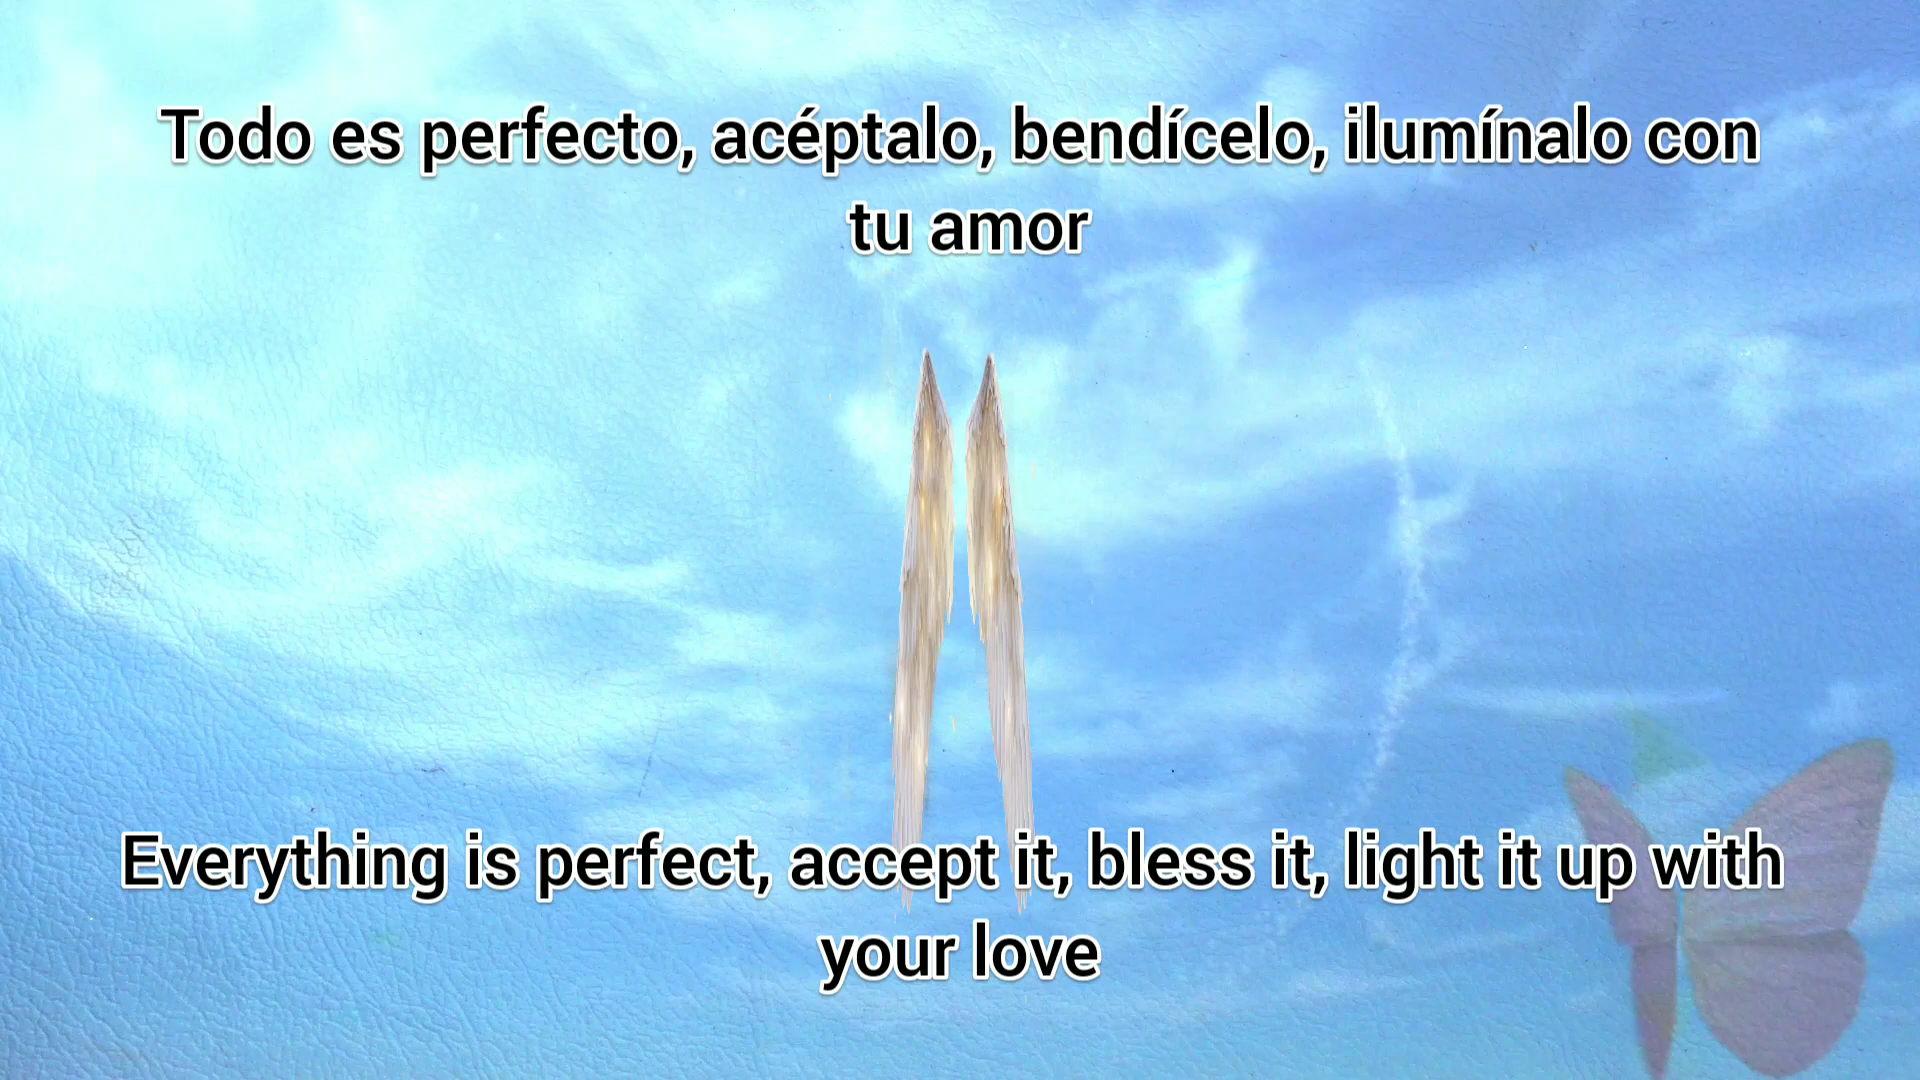 Todo es perfecto, acéptalo, bendícelo, ilumínalo con
tu amor
Everything is perfect, accept it, bless it, light it up with
your love